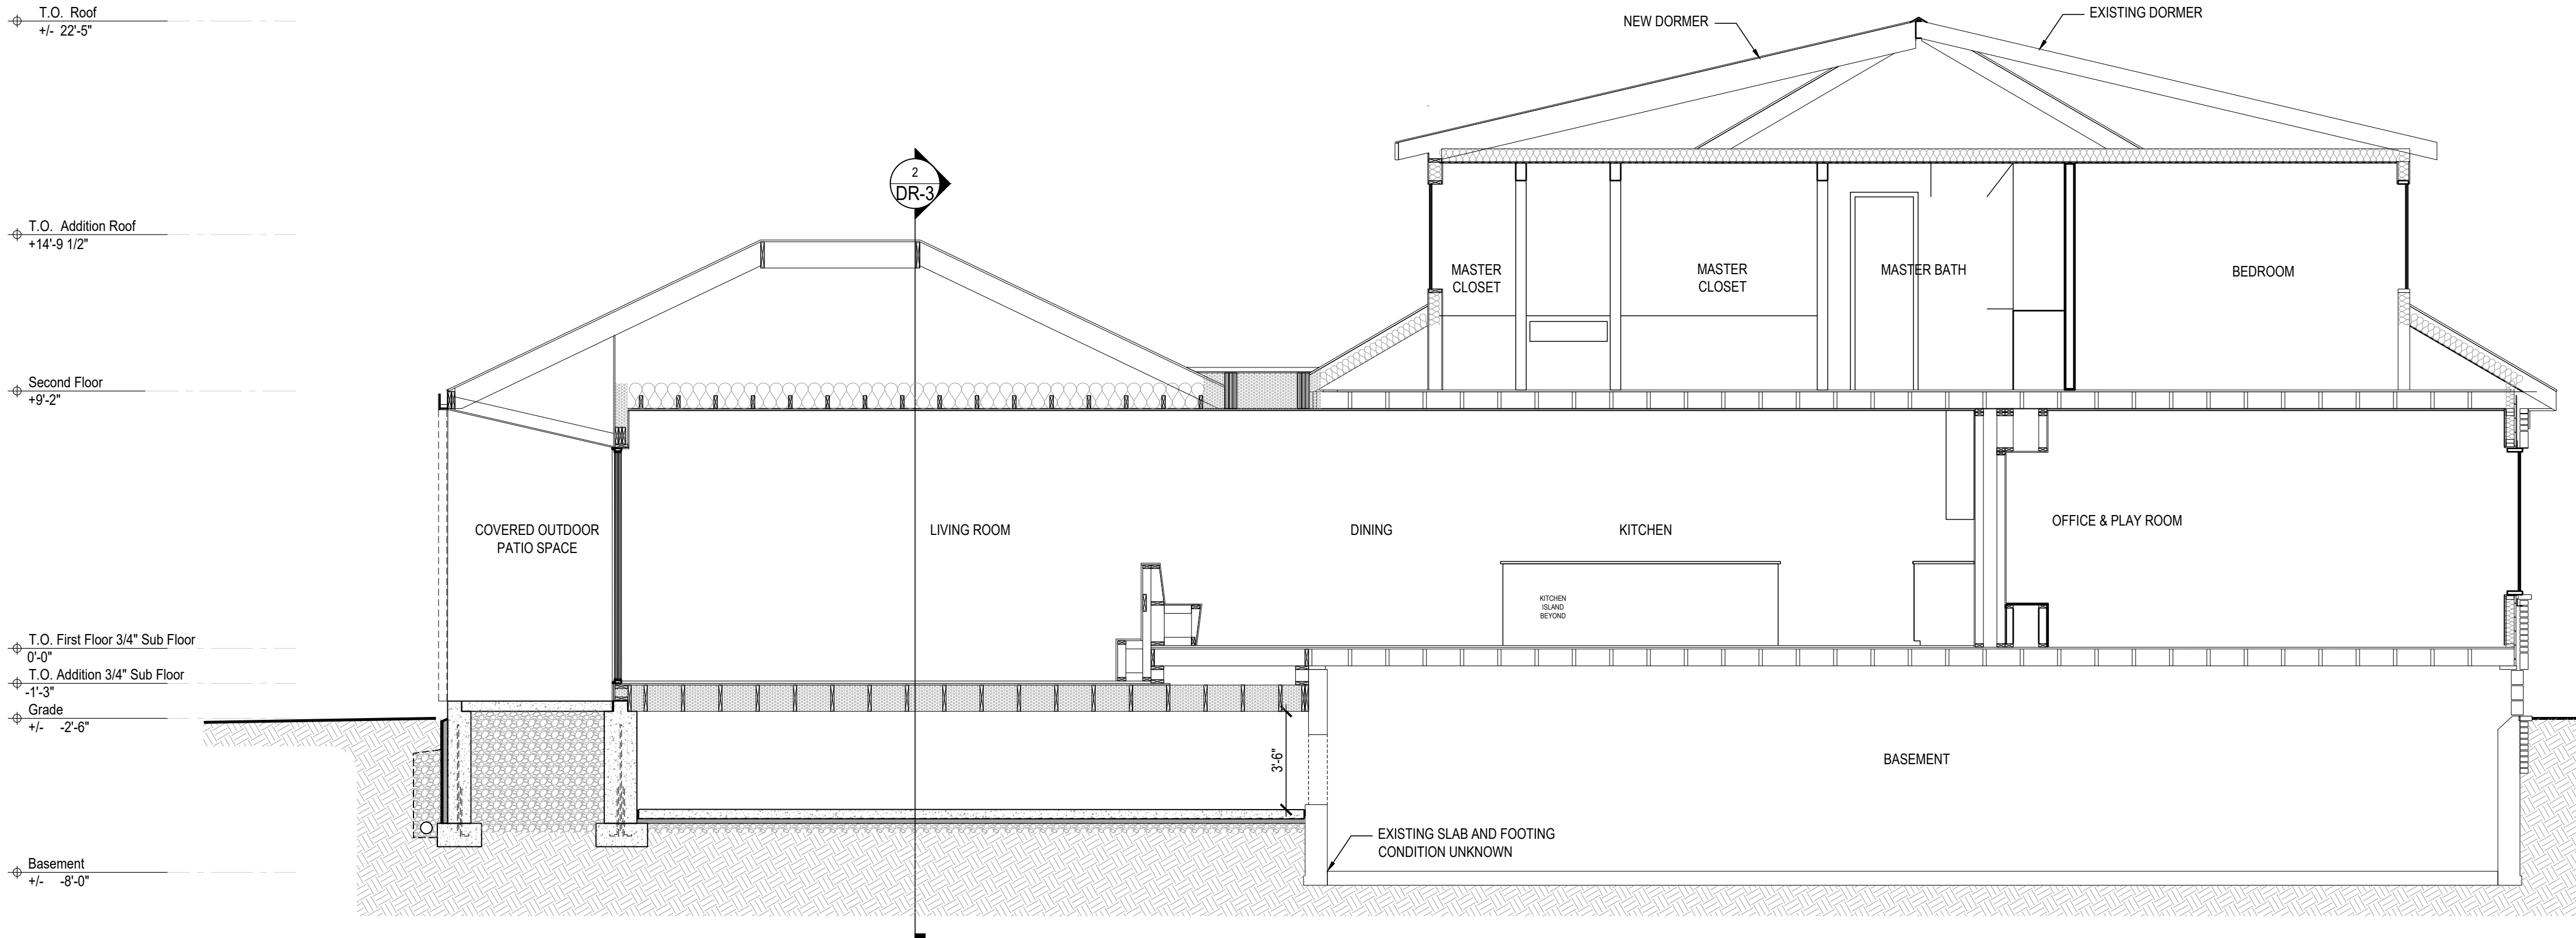 T.O. Roof
+/- 22'-5"
NEW DORMER
EXISTING DORMER
2
DR-3
T.O. Addition Roof
+14'-9 1/2"
MASTER
CLOSET
MASTER
CLOSET
MASTER BATH
BEDROOM
Second Floor
+9'-2"
COVERED OUTDOOR
PATIO SPACE
LIVING ROOM
DINING
KITCHEN
OFFICE & PLAY ROOM
KITCHEN
ISLAND
BEYOND
T.O. First Floor 3/4" Sub Floor
0'-0"
T.O. Addition 3/4" Sub Floor
-1'-3"
Grade
+/- -2'-6"
3'-6"
BASEMENT
EXISTING SLAB AND FOOTING
CONDITION UNKNOWN
Basement
+/- -8'-0"